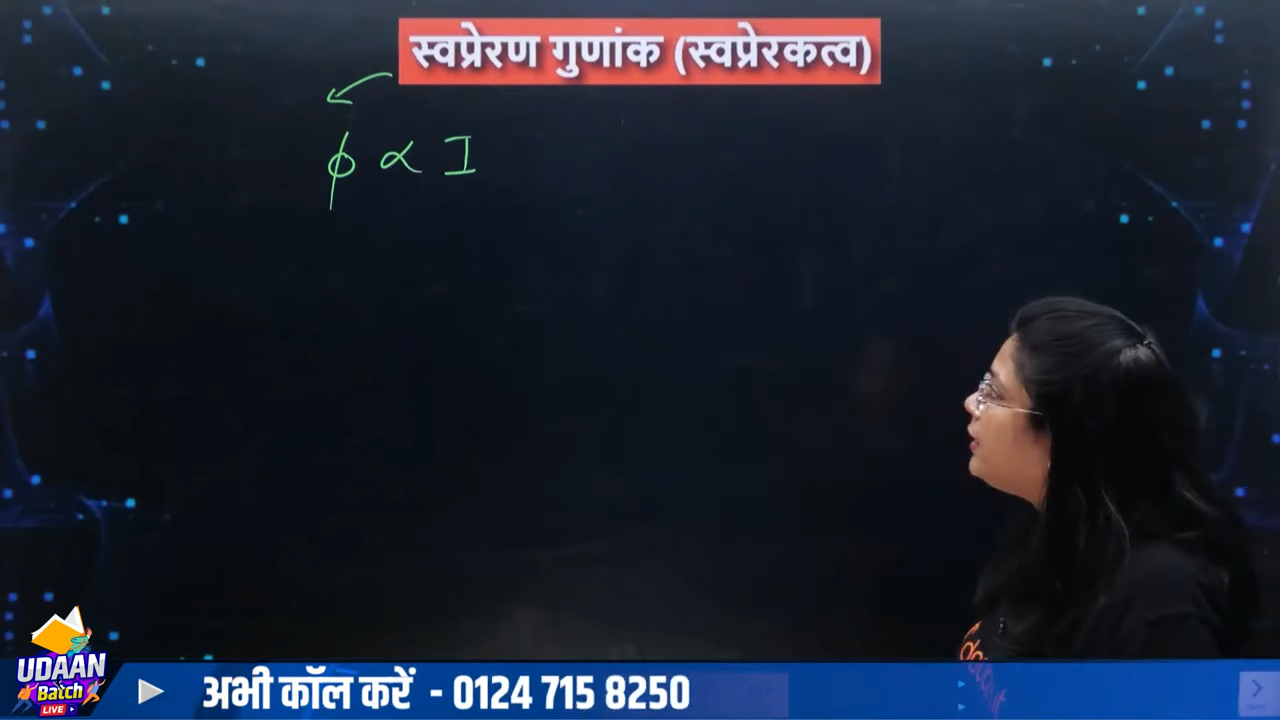 स्वप्रेरण गुणांक (स्वप्रेरकत्व)
ϕ ∝ I
UDAAN
Batch
LIVE
अभी कॉल करें - 0124 715 8250